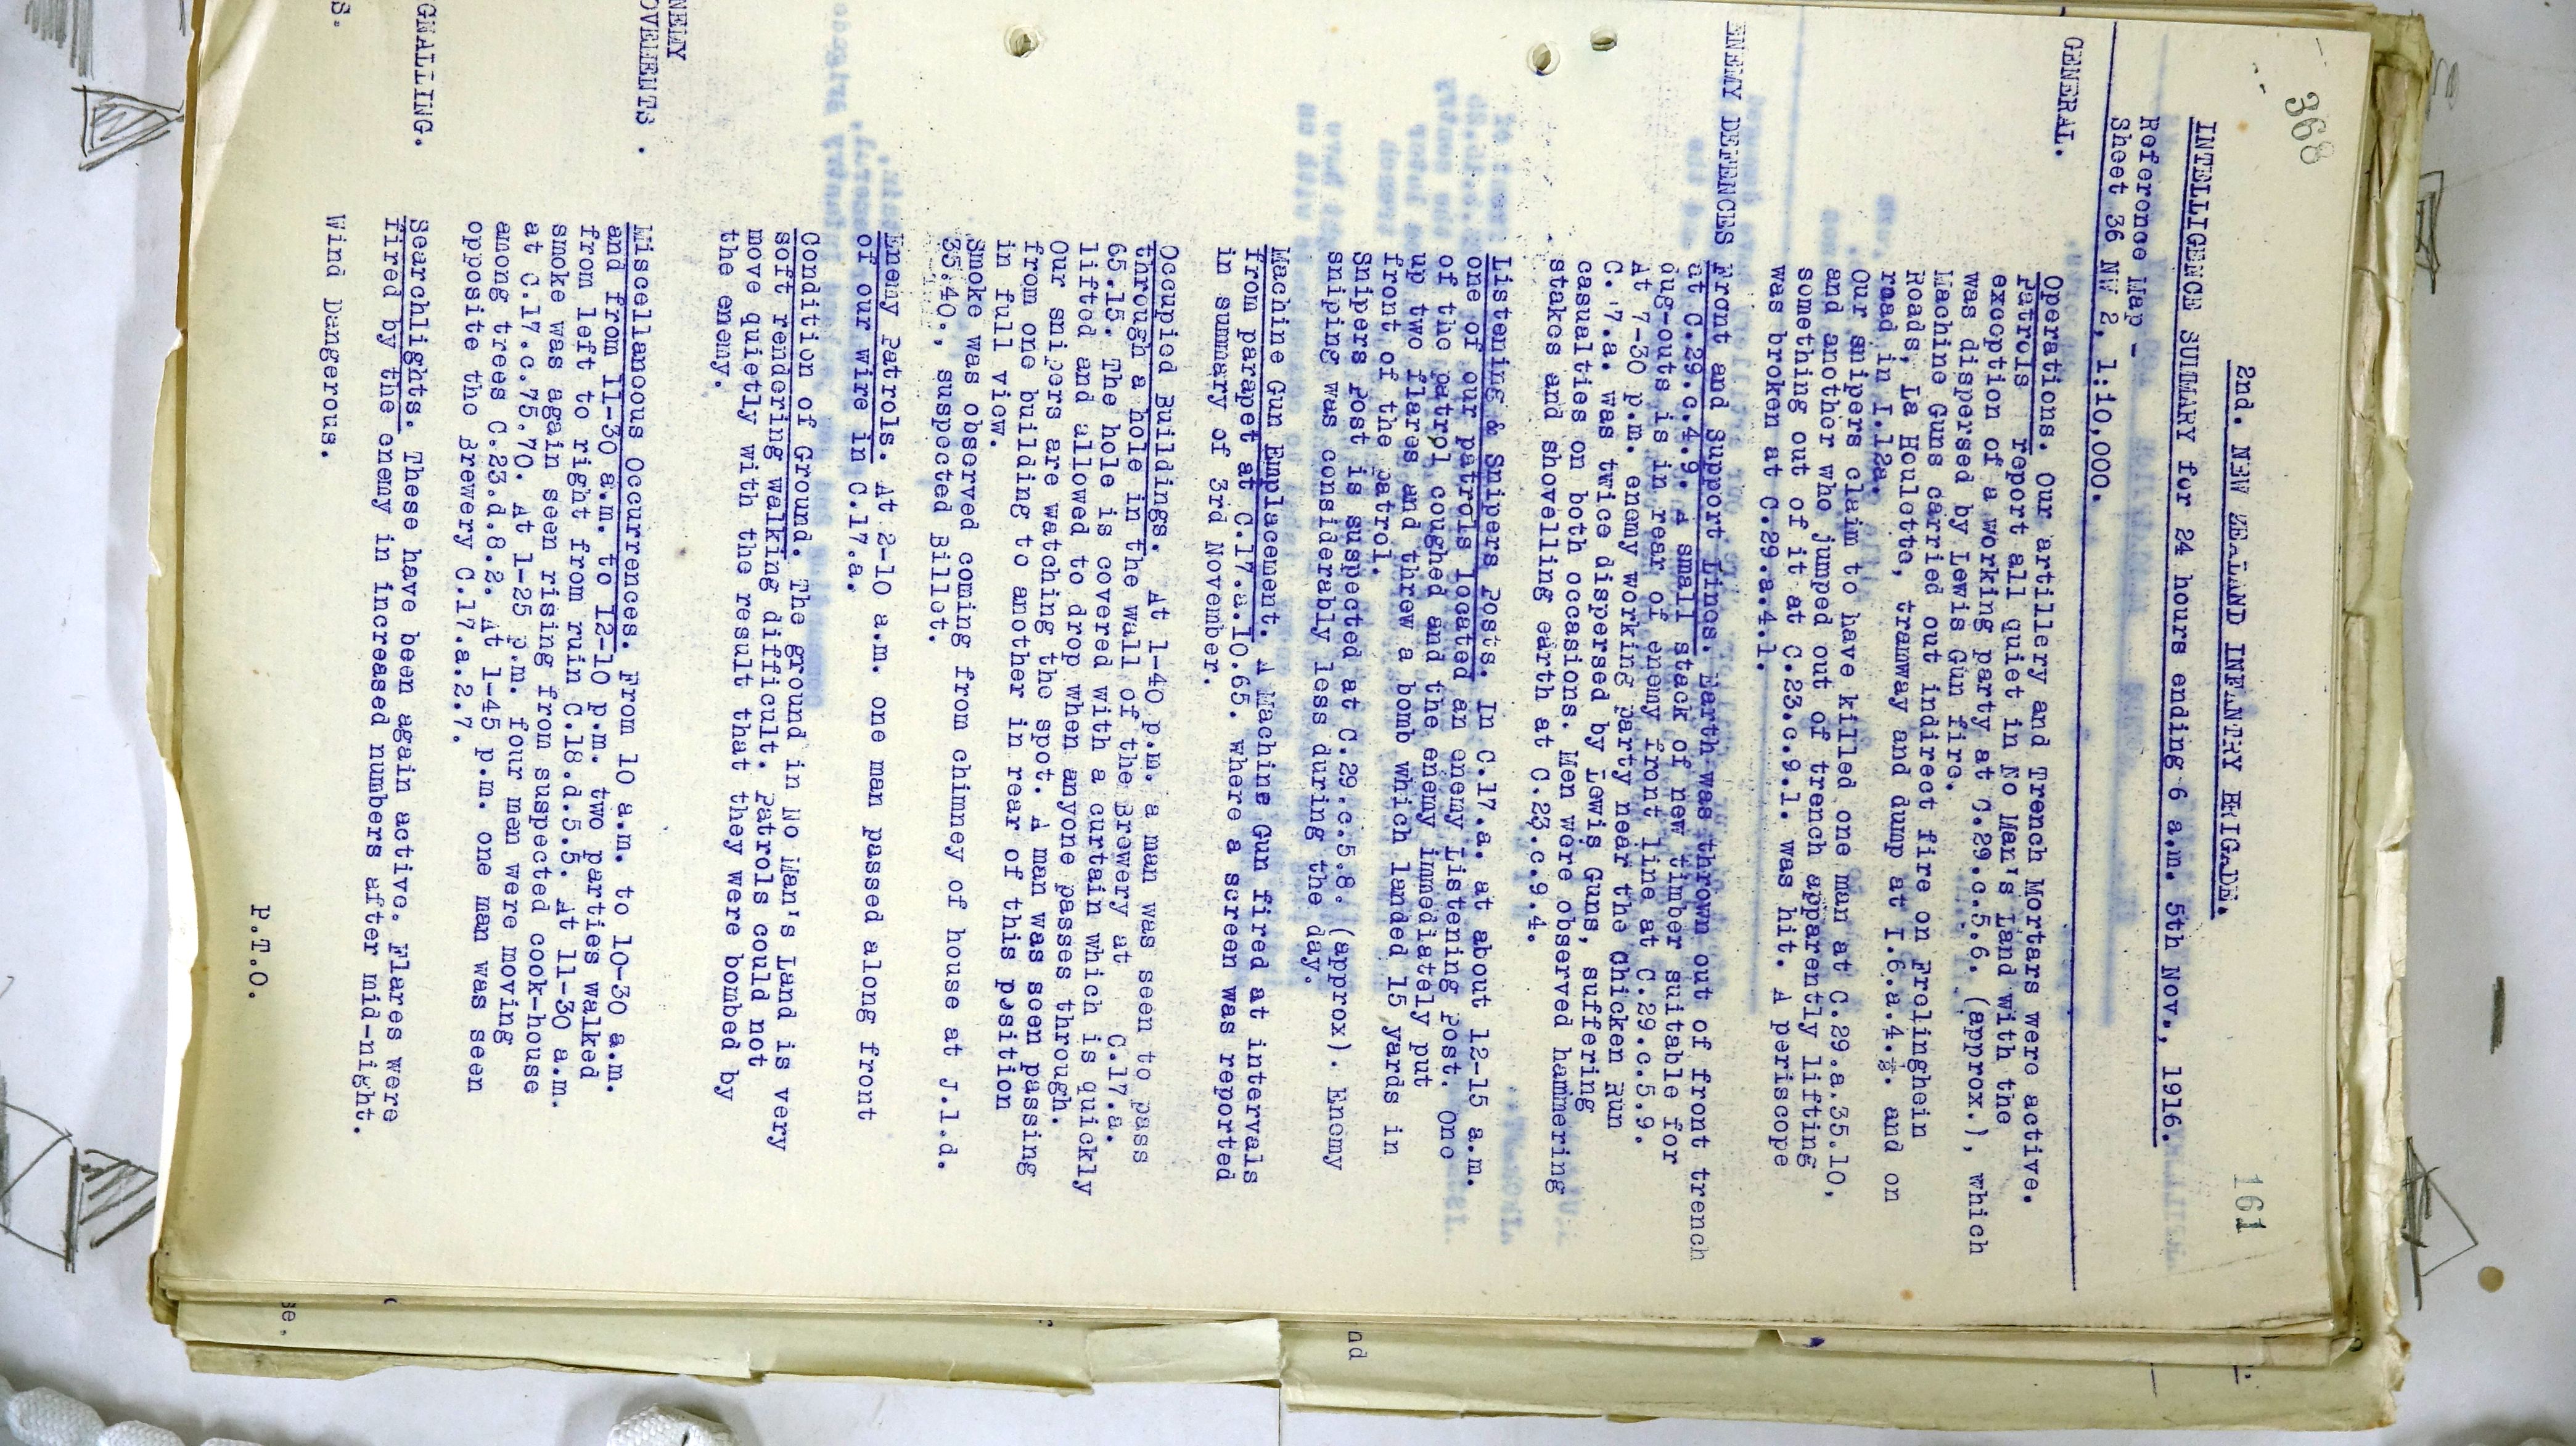 368
161
2nd. NEW ZEALAND INFANTRY BRIGADE.
INTELLIGENCE SUMMARY for 24 hours ending 6 a.m. 5th Nov., 1916.
Reference Map -
Sheet 36 NW 2, 1:10,000.
GENERAL.
Operations. Our artillery and Trench Mortars were active.
Patrols report all quiet in No Man's Land with the
exception of a working party at C.29.c.5.6. (approx.), which
was dispersed by Lewis Gun fire.
Machine Guns carried out indirect fire on Frelinghein
Roads, La Houlette, tramway and dump at I.6.a.4.½. and on
road in I.12a.
Our snipers claim to have killed one man at C.29.a.35.10,
and another who jumped out of trench apparently lifting
something out of it at C.23.c.9.1. was hit. A periscope
was broken at C.29.a.4.1.
ENEMY DEFENCES Front and Support Lines. Earth was thrown out of front trench
at C.29.c.4.9. A small stack of new timber suitable for
dug-outs is in rear of enemy front line at C.29.c.5.9.
At 7-30 p.m. enemy working party near the Chicken Run
C.17.a. was twice dispersed by Lewis Guns, suffering
casualties on both occasions. Men were observed hammering
stakes and shovelling earth at C.23.c.9.4.
Listening & Snipers Posts. In C.17.a. at about 12-15 a.m.
one of our patrols located an enemy Listening Post. One
of the patrol coughed and the enemy immediately put
up two flares and threw a bomb which landed 15 yards in
front of the patrol.
Snipers Post is suspected at C.29.c.5.8. (approx). Enemy
sniping was considerably less during the day.
Machine Gun Emplacement. A Machine Gun fired at intervals
from parapet at C.17.a.10.65. where a screen was reported
in summary of 3rd November.
Occupied Buildings. At 1-40 p.m. a man was seen to pass
through a hole in the wall of the Brewery at C.17.a.
65.15. The hole is covered with a curtain which is quickly
lifted and allowed to drop when anyone passes through.
Our snipers are watching the spot. A man was seen passing
from one building to another in rear of this position
in full view.
Smoke was observed coming from chimney of house at J.1.d.
35.40., suspected Billet.
Enemy Patrols. At 2-10 a.m. one man passed along front
of our wire in C.17.a.
Condition of Ground. The ground in No Man's Land is very
soft rendering walking difficult. Patrols could not
move quietly with the result that they were bombed by
the enemy.
NEMY
OVEMENTS . Miscellaneous Occurrences. From 10 a.m. to 10-30 a.m.
and from 11-30 a.m. to 12-10 p.m. two parties walked
from left to right from ruin C.18.d.5.5. At 11-30 a.m.
smoke was again seen rising from suspected cook-house
at C.17.c.75.70. At 1-25 p.m. four men were moving
among trees C.23.d.8.2. At 1-45 p.m. one man was seen
opposite the Brewery C.17.a.2.7.
GNALLING. Searchlights. These have been again active. Flares were
fired by the enemy in increased numbers after mid-night.
S. Wind Dangerous.
P.T.O.
nd
se.